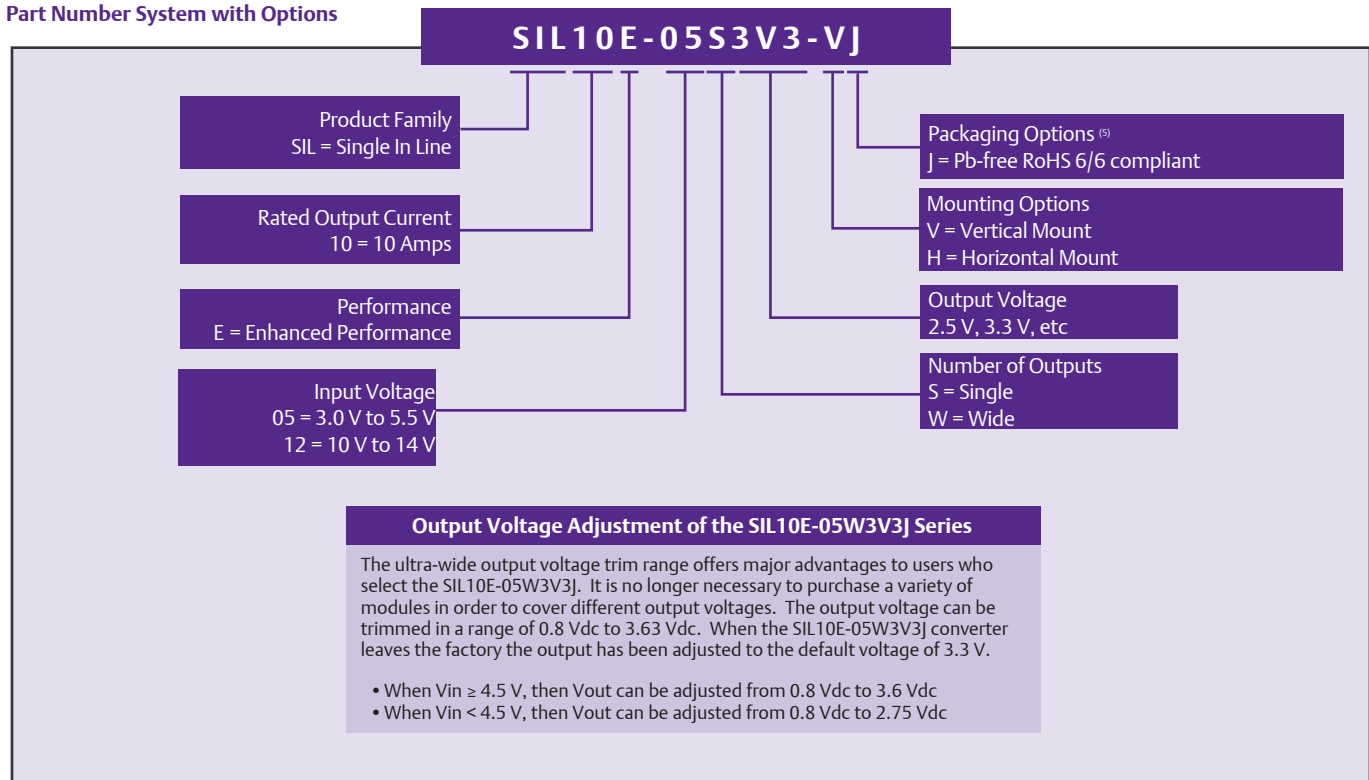 Part Number System with Options
SIL10E-05S3V3-VJ
Product Family
SIL = Single In Line
Rated Output Current
10 = 10 Amps
Performance
E = Enhanced Performance
Input Voltage
05 = 3.0 V to 5.5 V
12 = 10 V to 14 V
Packaging Options (5)
J = Pb-free RoHS 6/6 compliant
Mounting Options
V = Vertical Mount
H = Horizontal Mount
Output Voltage
2.5 V, 3.3 V, etc
Number of Outputs
S = Single
W = Wide
Output Voltage Adjustment of the SIL10E-05W3V3J Series
The ultra-wide output voltage trim range offers major advantages to users who
select the SIL10E-05W3V3J. It is no longer necessary to purchase a variety of
modules in order to cover different output voltages. The output voltage can be
trimmed in a range of 0.8 Vdc to 3.63 Vdc. When the SIL10E-05W3V3J converter
leaves the factory the output has been adjusted to the default voltage of 3.3 V.
• When Vin ≥ 4.5 V, then Vout can be adjusted from 0.8 Vdc to 3.6 Vdc
• When Vin < 4.5 V, then Vout can be adjusted from 0.8 Vdc to 2.75 Vdc